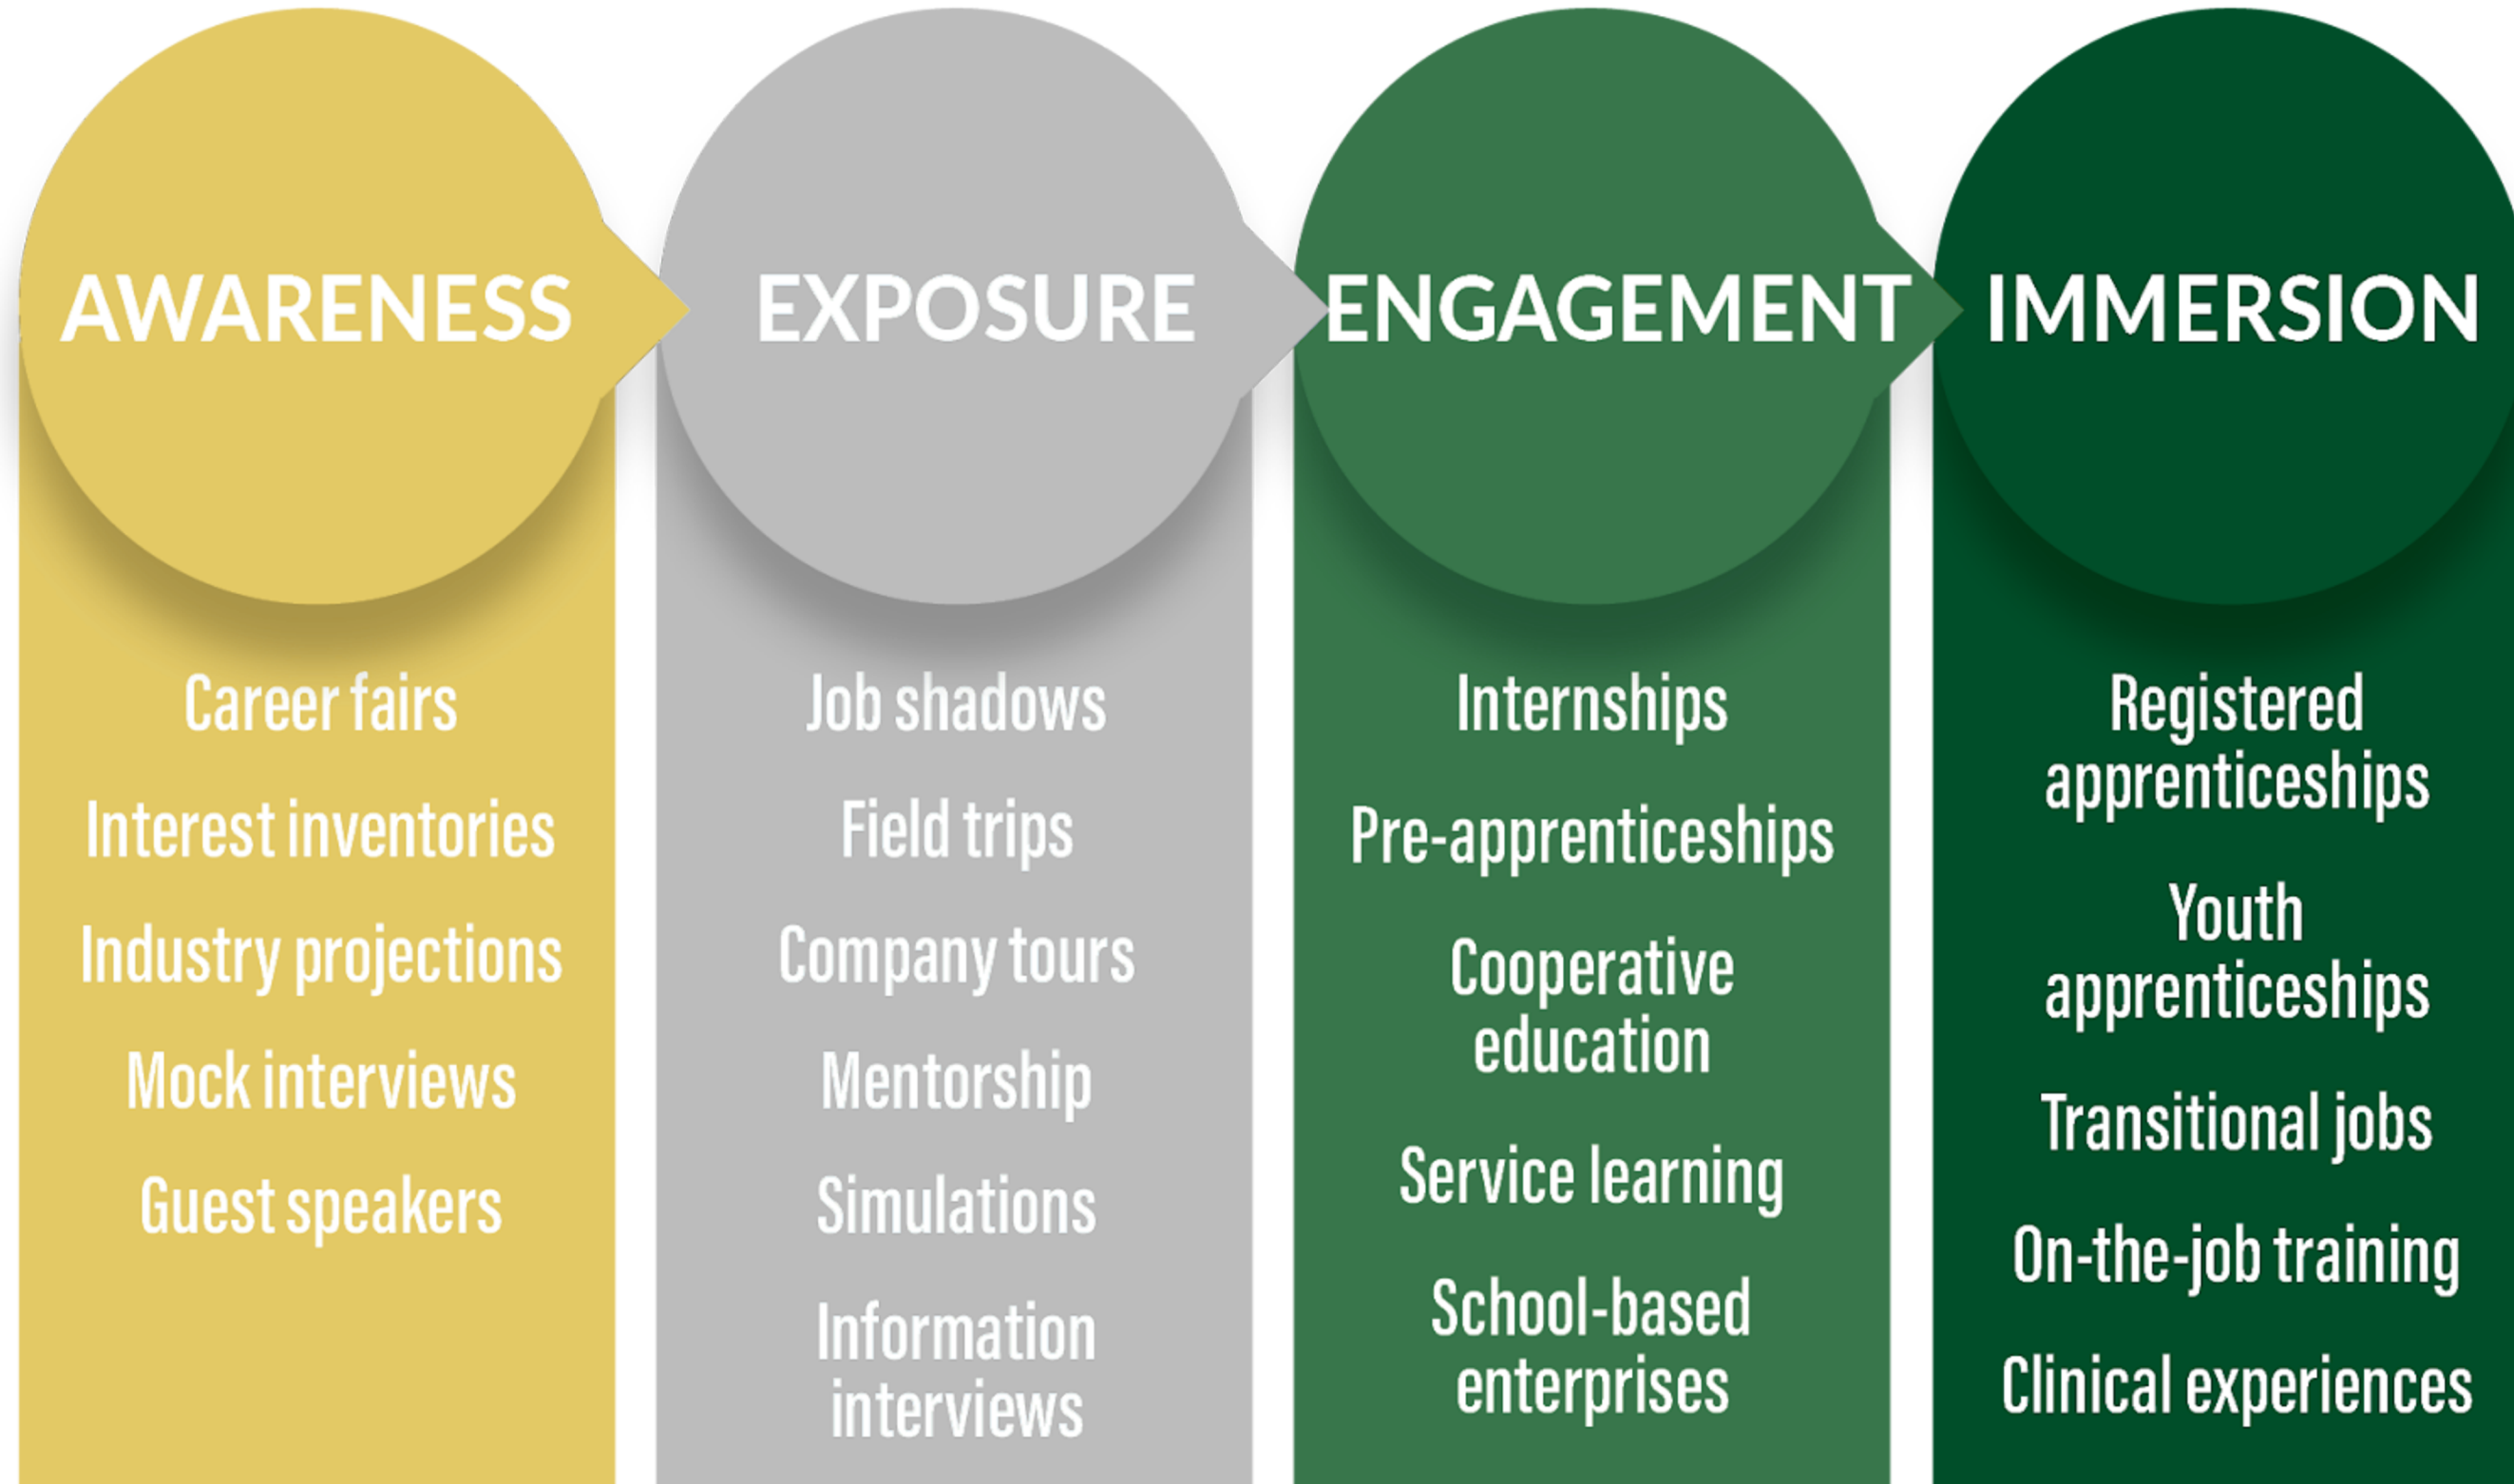 AWARENESS
Career fairs
Interest inventories
Industry projections
Mock interviews
Guest speakers
EXPOSURE
Job shadows
Field trips
Company tours
Mentorship
Simulations
Information
interviews
ENGAGEMENT
Internships
Pre-apprenticeships
Cooperative
education
Service learning
School-based
enterprises
IMMERSION
Registered
apprenticeships
Youth
apprenticeships
Transitional jobs
On-the-job training
Clinical experiences